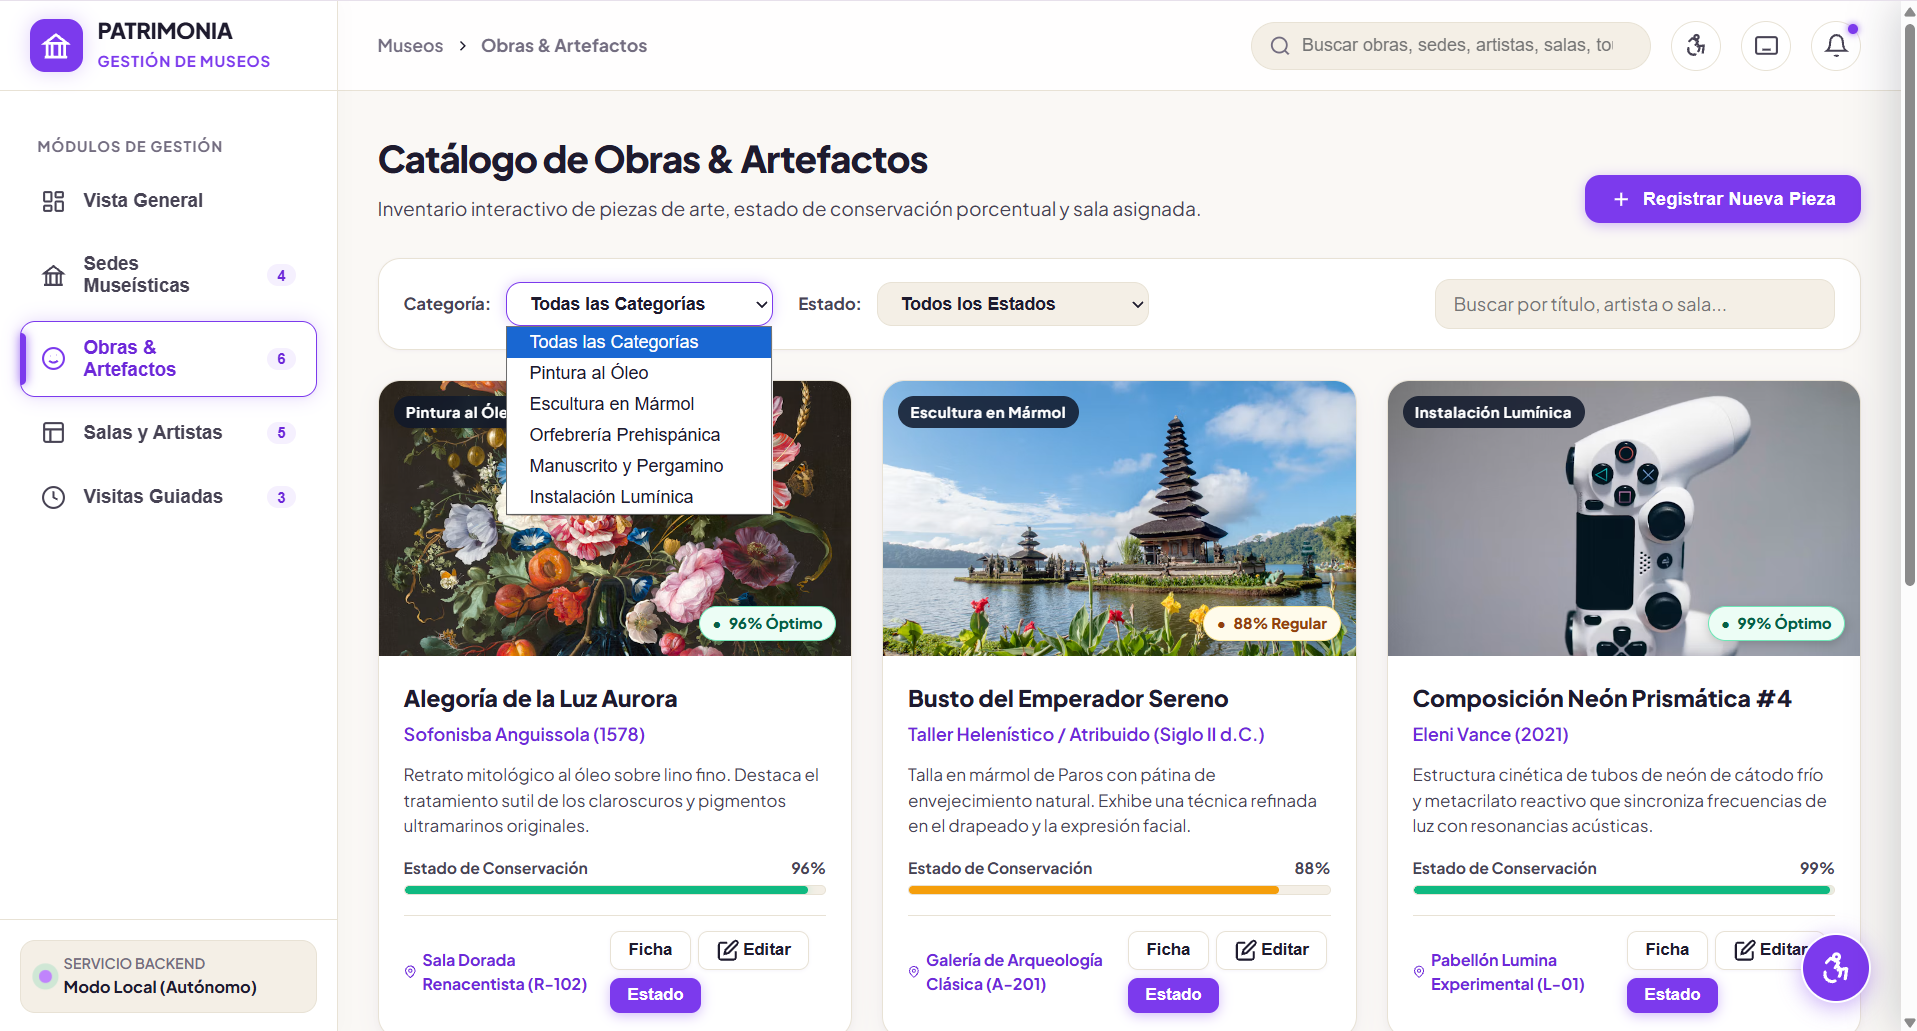 PATRIMONIA
GESTIÓN DE MUSEOS
Museos > Obras & Artefactos
Buscar obras, sedes, artistas, salas, to
MÓDULOS DE GESTIÓN
Vista General
Sedes
Museísticas
4
Obras &
Artefactos
6
Salas y Artistas
5
Visitas Guiadas
3
SERVICIO BACKEND
Modo Local (Autónomo)
Catálogo de Obras & Artefactos
Inventario interactivo de piezas de arte, estado de conservación porcentual y sala asignada.
+ Registrar Nueva Pieza
Categoría:
Todas las Categorías
Estado:
Todos los Estados
Buscar por título, artista o sala...
Todas las Categorías
Pintura al Óleo
Escultura en Mármol
Orfebrería Prehispánica
Manuscrito y Pergamino
Instalación Lumínica
Pintura al Óle
96% Óptimo
Alegoría de la Luz Aurora
Sofonisba Anguissola (1578)
Retrato mitológico al óleo sobre lino fino. Destaca el
tratamiento sutil de los claroscuros y pigmentos
ultramarinos originales.
Estado de Conservación
96%
Sala Dorada
Renacentista (R-102)
Ficha
Editar
Estado
Escultura en Mármol
88% Regular
Busto del Emperador Sereno
Taller Helenístico / Atribuido (Siglo II d.C.)
Talla en mármol de Paros con pátina de
envejecimiento natural. Exhibe una técnica refinada
en el drapeado y la expresión facial.
Estado de Conservación
88%
Galería de Arqueología
Clásica (A-201)
Ficha
Editar
Estado
Instalación Lumínica
99% Óptimo
Composición Neón Prismática #4
Eleni Vance (2021)
Estructura cinética de tubos de neón de cátodo frío
y metacrilato reactivo que sincroniza frecuencias de
luz con resonancias acústicas.
Estado de Conservación
99%
Pabellón Lumina
Experimental (L-01)
Ficha
Editar
Estado